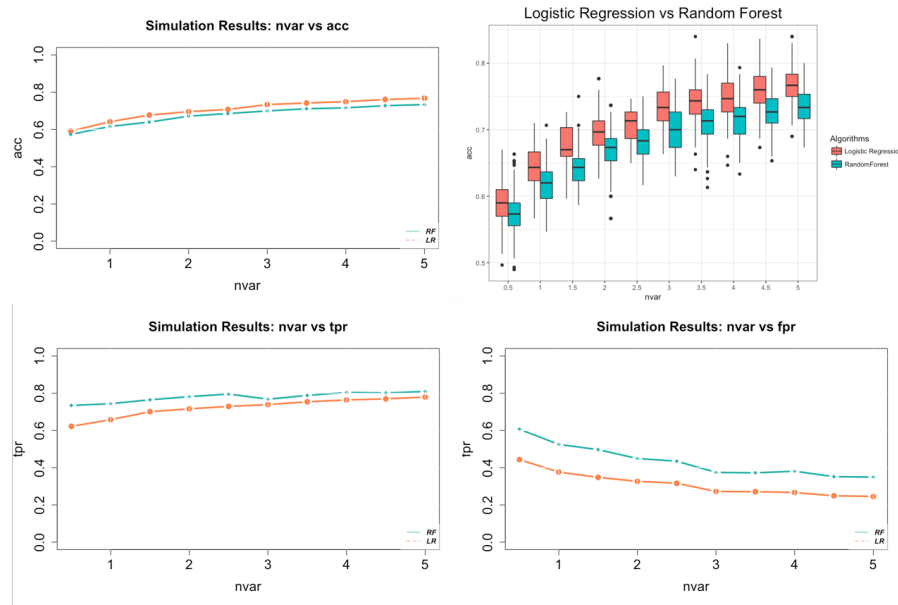 Simulation Results: nvar vs acc
acc
1.0
0.8
0.6
0.4
0.2
0.0
1 2 3 4 5
nvar
RF
LR
Logistic Regression vs Random Forest
acc
0.8
0.7
0.6
0.5
0.5 1 1.5 2 2.5 3 3.5 4 4.5 5
nvar
Algorithms
Logistic Regressic
RandomForest
Simulation Results: nvar vs tpr
tpr
1.0
0.8
0.6
0.4
0.2
0.0
1 2 3 4 5
nvar
RF
LR
Simulation Results: nvar vs fpr
tpr
1.0
0.8
0.6
0.4
0.2
0.0
1 2 3 4 5
nvar
RF
LR